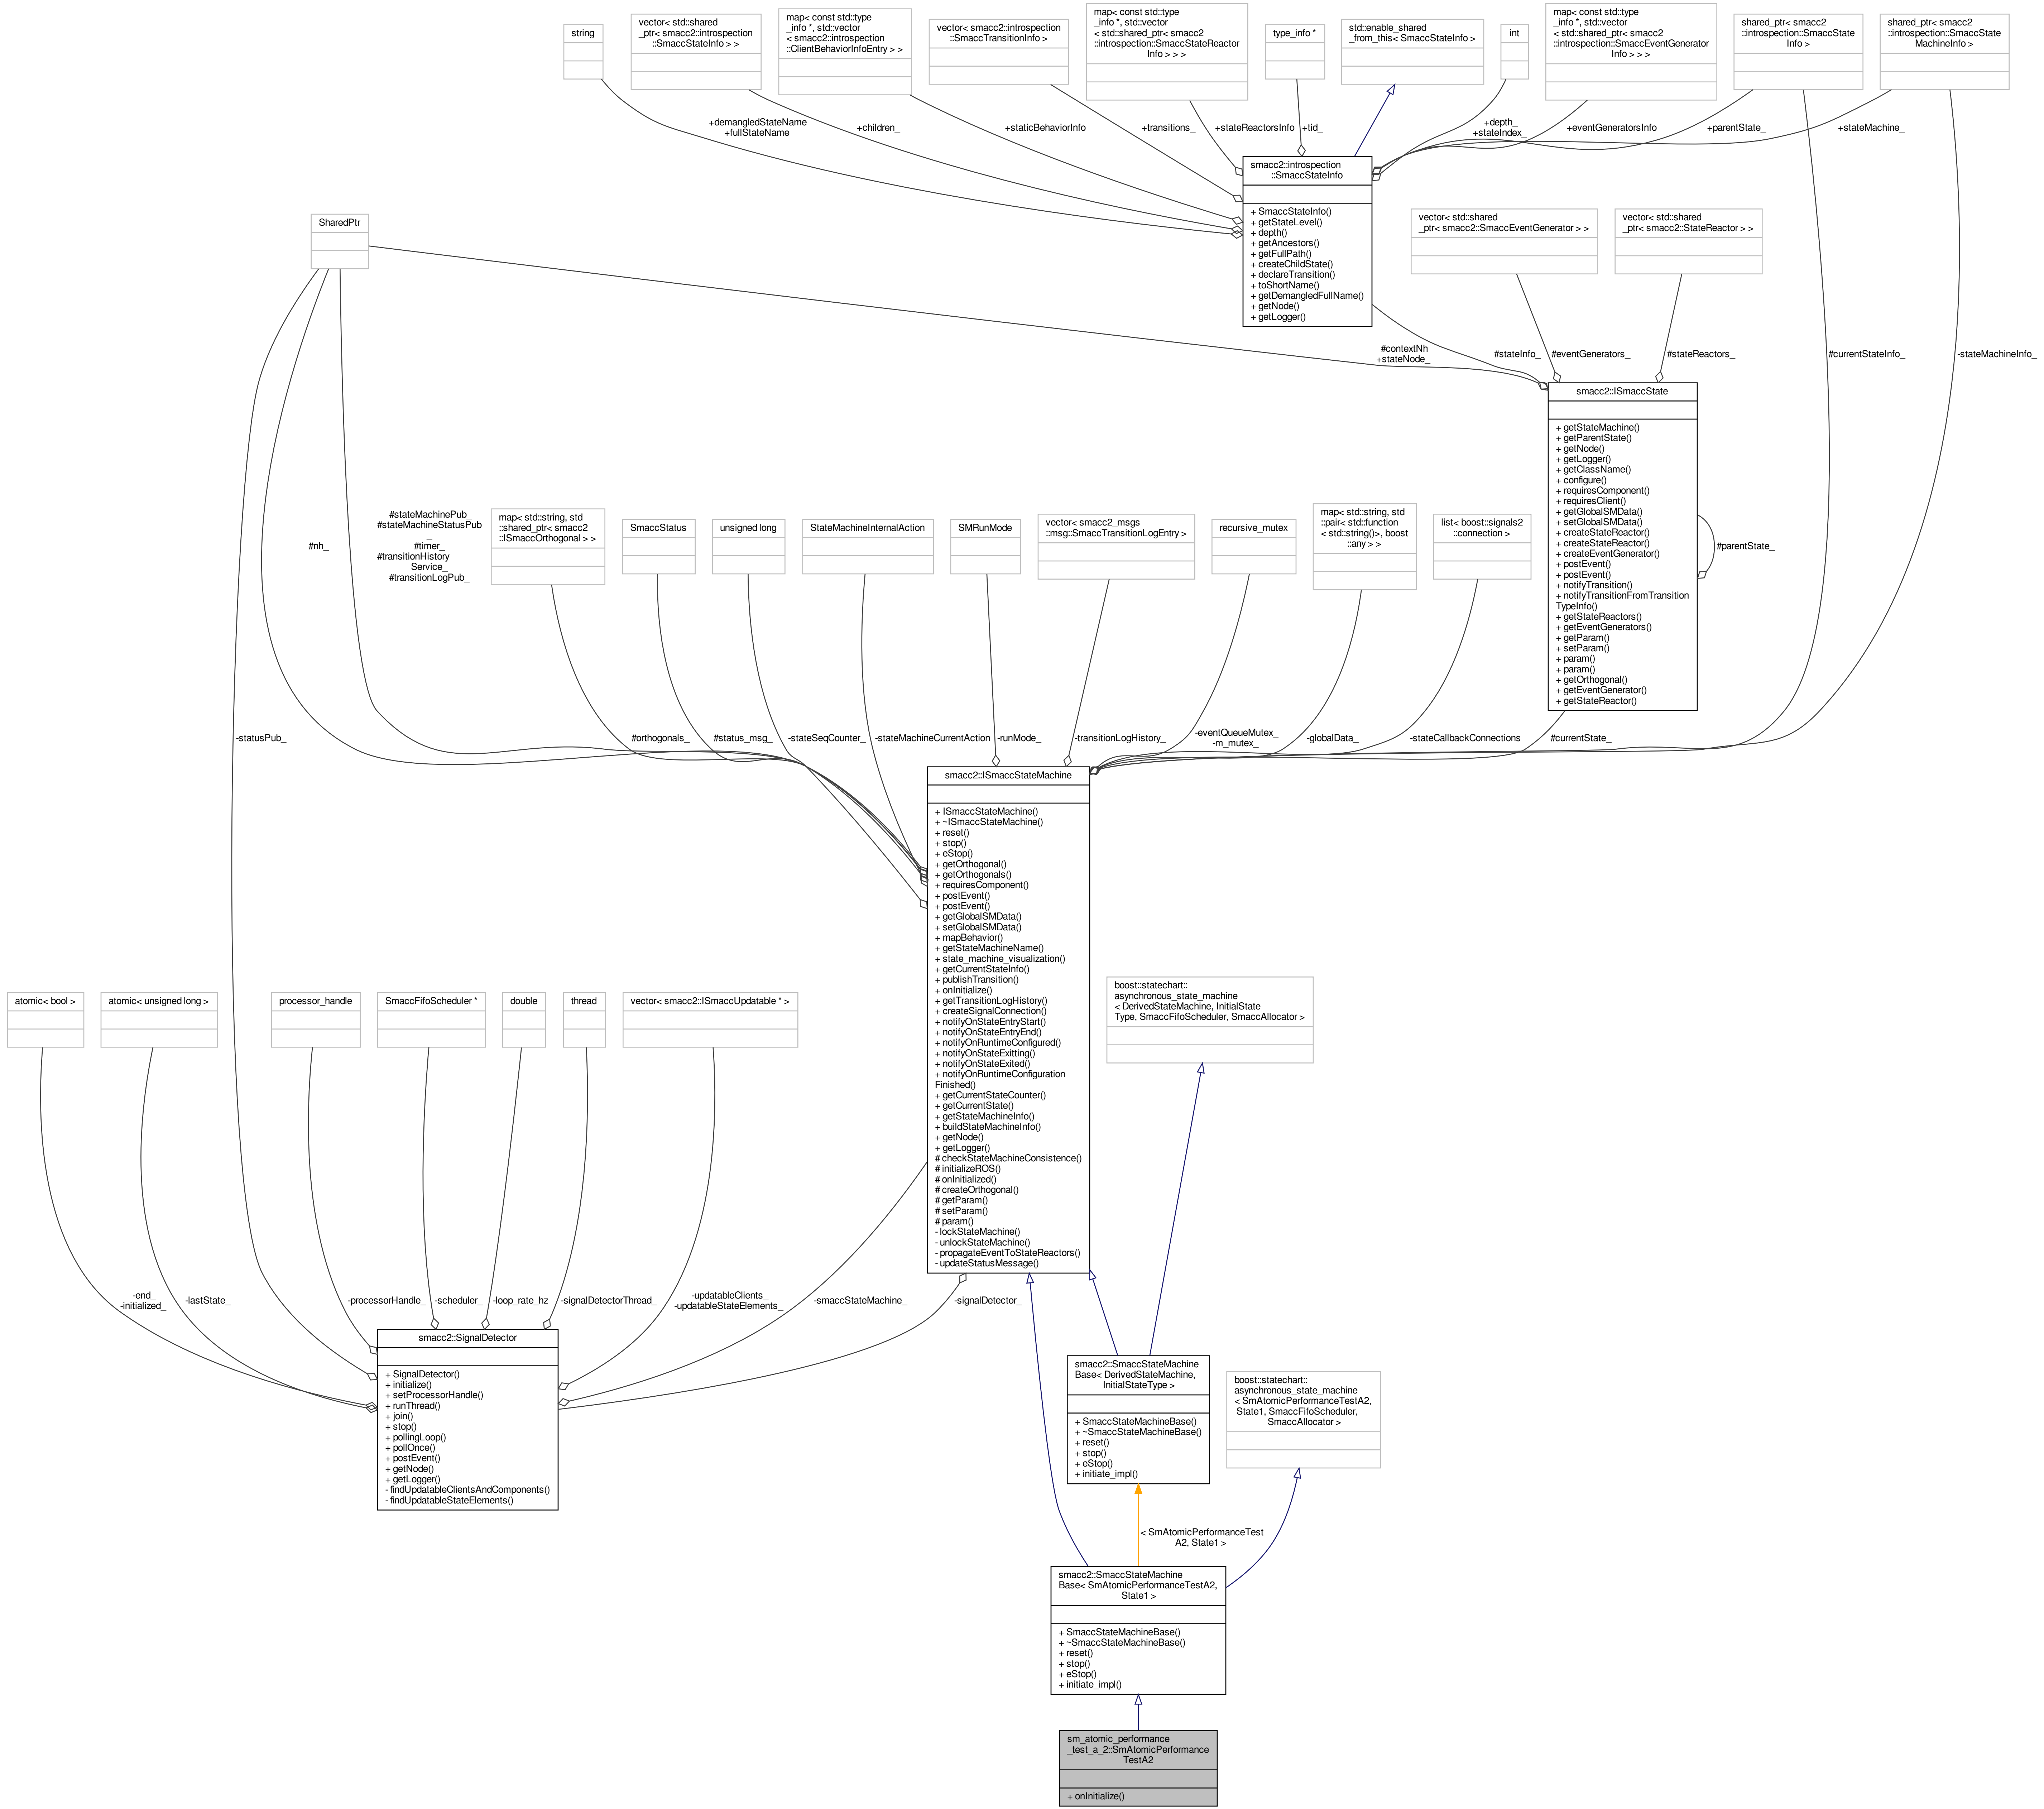 string
vector< std::shared
_ptr< smacc2::introspection
::SmaccStateInfo > >
map< const std::type
_info *, std::vector
< smacc2::introspection
::ClientBehaviorInfoEntry > >
vector< smacc2::introspection
::SmaccTransitionInfo >
map< const std::type
_info *, std::vector
< std::shared_ptr< smacc2
::introspection::SmaccStateReactor
Info > > >
type_info *
std::enable_shared
_from_this< SmaccStateInfo >
int
map< const std::type
_info *, std::vector
< std::shared_ptr< smacc2
::introspection::SmaccEventGenerator
Info > > >
shared_ptr< smacc2
::introspection::SmaccState
Info >
shared_ptr< smacc2
::introspection::SmaccState
MachineInfo >
+demangledStateName
+fullStateName
+children_
+staticBehaviorInfo
+transitions_
+stateReactorsInfo
+tid_
+depth_
+stateIndex_
+eventGeneratorsInfo
+parentState_
+stateMachine_
smacc2::introspection
::SmaccStateInfo
+ SmaccStateInfo()
+ getStateLevel()
+ depth()
+ getAncestors()
+ getFullPath()
+ createChildState()
+ declareTransition()
+ toShortName()
+ getDemangledFullName()
+ getNode()
+ getLogger()
SharedPtr
vector< std::shared
_ptr< smacc2::SmaccEventGenerator > >
vector< std::shared
_ptr< smacc2::StateReactor > >
#contextNh
+stateNode_
#stateInfo_
#eventGenerators_
#stateReactors_
#currentStateInfo_
-stateMachineInfo_
smacc2::ISmaccState
+ getStateMachine()
+ getParentState()
+ getNode()
+ getLogger()
+ getClassName()
+ configure()
+ requiresComponent()
+ requiresClient()
+ getGlobalSMData()
+ setGlobalSMData()
+ createStateReactor()
+ createStateReactor()
+ createEventGenerator()
+ postEvent()
+ postEvent()
+ notifyTransition()
+ notifyTransitionFromTransition
TypeInfo()
+ getStateReactors()
+ getEventGenerators()
+ getParam()
+ setParam()
+ param()
+ param()
+ getOrthogonal()
+ getEventGenerator()
+ getStateReactor()
#parentState_
#nh_
#stateMachinePub_
#stateMachineStatusPub
_
#timer_
#transitionHistory
Service_
#transitionLogPub_
map< std::string, std
::shared_ptr< smacc2
::ISmaccOrthogonal > >
SmaccStatus
unsigned long
StateMachineInternalAction
SMRunMode
vector< smacc2_msgs
::msg::SmaccTransitionLogEntry >
recursive_mutex
map< std::string, std
::pair< std::function
< std::string()>, boost
::any > >
list< boost::signals2
::connection >
-statusPub_
#orthogonals_
#status_msg_
-stateSeqCounter_
-stateMachineCurrentAction
-runMode_
-transitionLogHistory_
-eventQueueMutex_
-m_mutex_
-globalData_
-stateCallbackConnections
#currentState_
smacc2::ISmaccStateMachine
+ ISmaccStateMachine()
+ ~ISmaccStateMachine()
+ reset()
+ stop()
+ eStop()
+ getOrthogonal()
+ getOrthogonals()
+ requiresComponent()
+ postEvent()
+ postEvent()
+ getGlobalSMData()
+ setGlobalSMData()
+ mapBehavior()
+ getStateMachineName()
+ state_machine_visualization()
+ getCurrentStateInfo()
+ publishTransition()
+ onInitialize()
+ getTransitionLogHistory()
+ createSignalConnection()
+ notifyOnStateEntryStart()
+ notifyOnStateEntryEnd()
+ notifyOnRuntimeConfigured()
+ notifyOnStateExitting()
+ notifyOnStateExited()
+ notifyOnRuntimeConfiguration
Finished()
+ getCurrentStateCounter()
+ getCurrentState()
+ getStateMachineInfo()
+ buildStateMachineInfo()
+ getNode()
+ getLogger()
# checkStateMachineConsistence()
# initializeROS()
# onInitialized()
# createOrthogonal()
# getParam()
# setParam()
# param()
- lockStateMachine()
- unlockStateMachine()
- propagateEventToStateReactors()
- updateStatusMessage()
atomic< bool >
atomic< unsigned long >
processor_handle
SmaccFifoScheduler *
double
thread
vector< smacc2::ISmaccUpdatable * >
boost::statechart::
asynchronous_state_machine
< DerivedStateMachine, InitialState
Type, SmaccFifoScheduler, SmaccAllocator >
-end_
-initialized_
-lastState_
-processorHandle_
-scheduler_
-loop_rate_hz
-signalDetectorThread_
-updatableClients_
-updatableStateElements_
-smaccStateMachine_
-signalDetector_
smacc2::SignalDetector
+ SignalDetector()
+ initialize()
+ setProcessorHandle()
+ runThread()
+ join()
+ stop()
+ pollingLoop()
+ pollOnce()
+ postEvent()
+ getNode()
+ getLogger()
- findUpdatableClientsAndComponents()
- findUpdatableStateElements()
smacc2::SmaccStateMachine
Base< DerivedStateMachine,
InitialStateType >
+ SmaccStateMachineBase()
+ ~SmaccStateMachineBase()
+ reset()
+ stop()
+ eStop()
+ initiate_impl()
boost::statechart::
asynchronous_state_machine
< SmAtomicPerformanceTestA2,
State1, SmaccFifoScheduler,
SmaccAllocator >
< SmAtomicPerformanceTest
A2, State1 >
smacc2::SmaccStateMachine
Base< SmAtomicPerformanceTestA2,
State1 >
+ SmaccStateMachineBase()
+ ~SmaccStateMachineBase()
+ reset()
+ stop()
+ eStop()
+ initiate_impl()
sm_atomic_performance
_test_a_2::SmAtomicPerformance
TestA2
+ onInitialize()